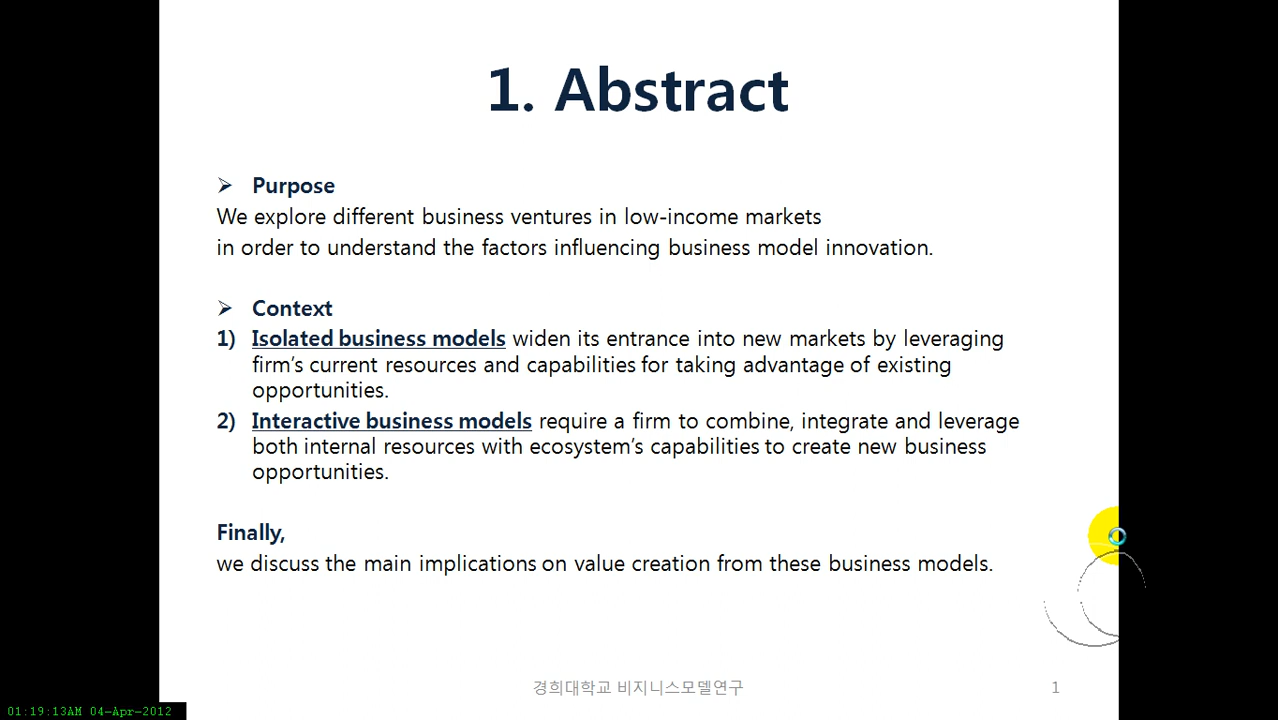 1. Abstract
➢ Purpose
We explore different business ventures in low-income markets
in order to understand the factors influencing business model innovation.
➢ Context
1) Isolated business models widen its entrance into new markets by leveraging
firm’s current resources and capabilities for taking advantage of existing
opportunities.
2) Interactive business models require a firm to combine, integrate and leverage
both internal resources with ecosystem’s capabilities to create new business
opportunities.
Finally,
we discuss the main implications on value creation from these business models.
경희대학교 비지니스모델연구 1
01:19:13AM 04-Apr-2012